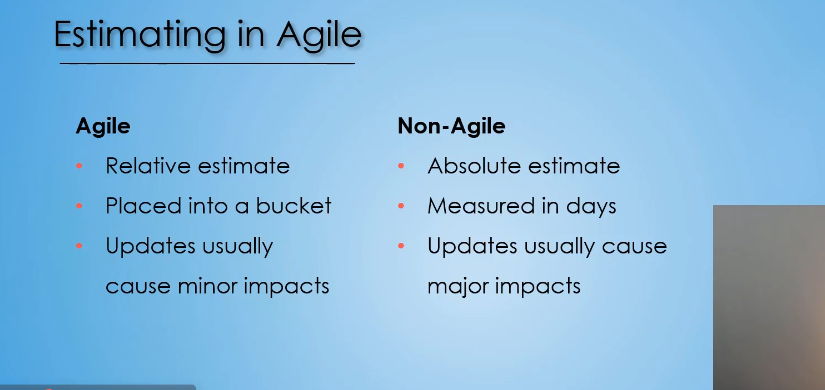 Estimating in Agile
Agile
• Relative estimate
• Placed into a bucket
• Updates usually
cause minor impacts
Non-Agile
• Absolute estimate
• Measured in days
• Updates usually cause
major impacts